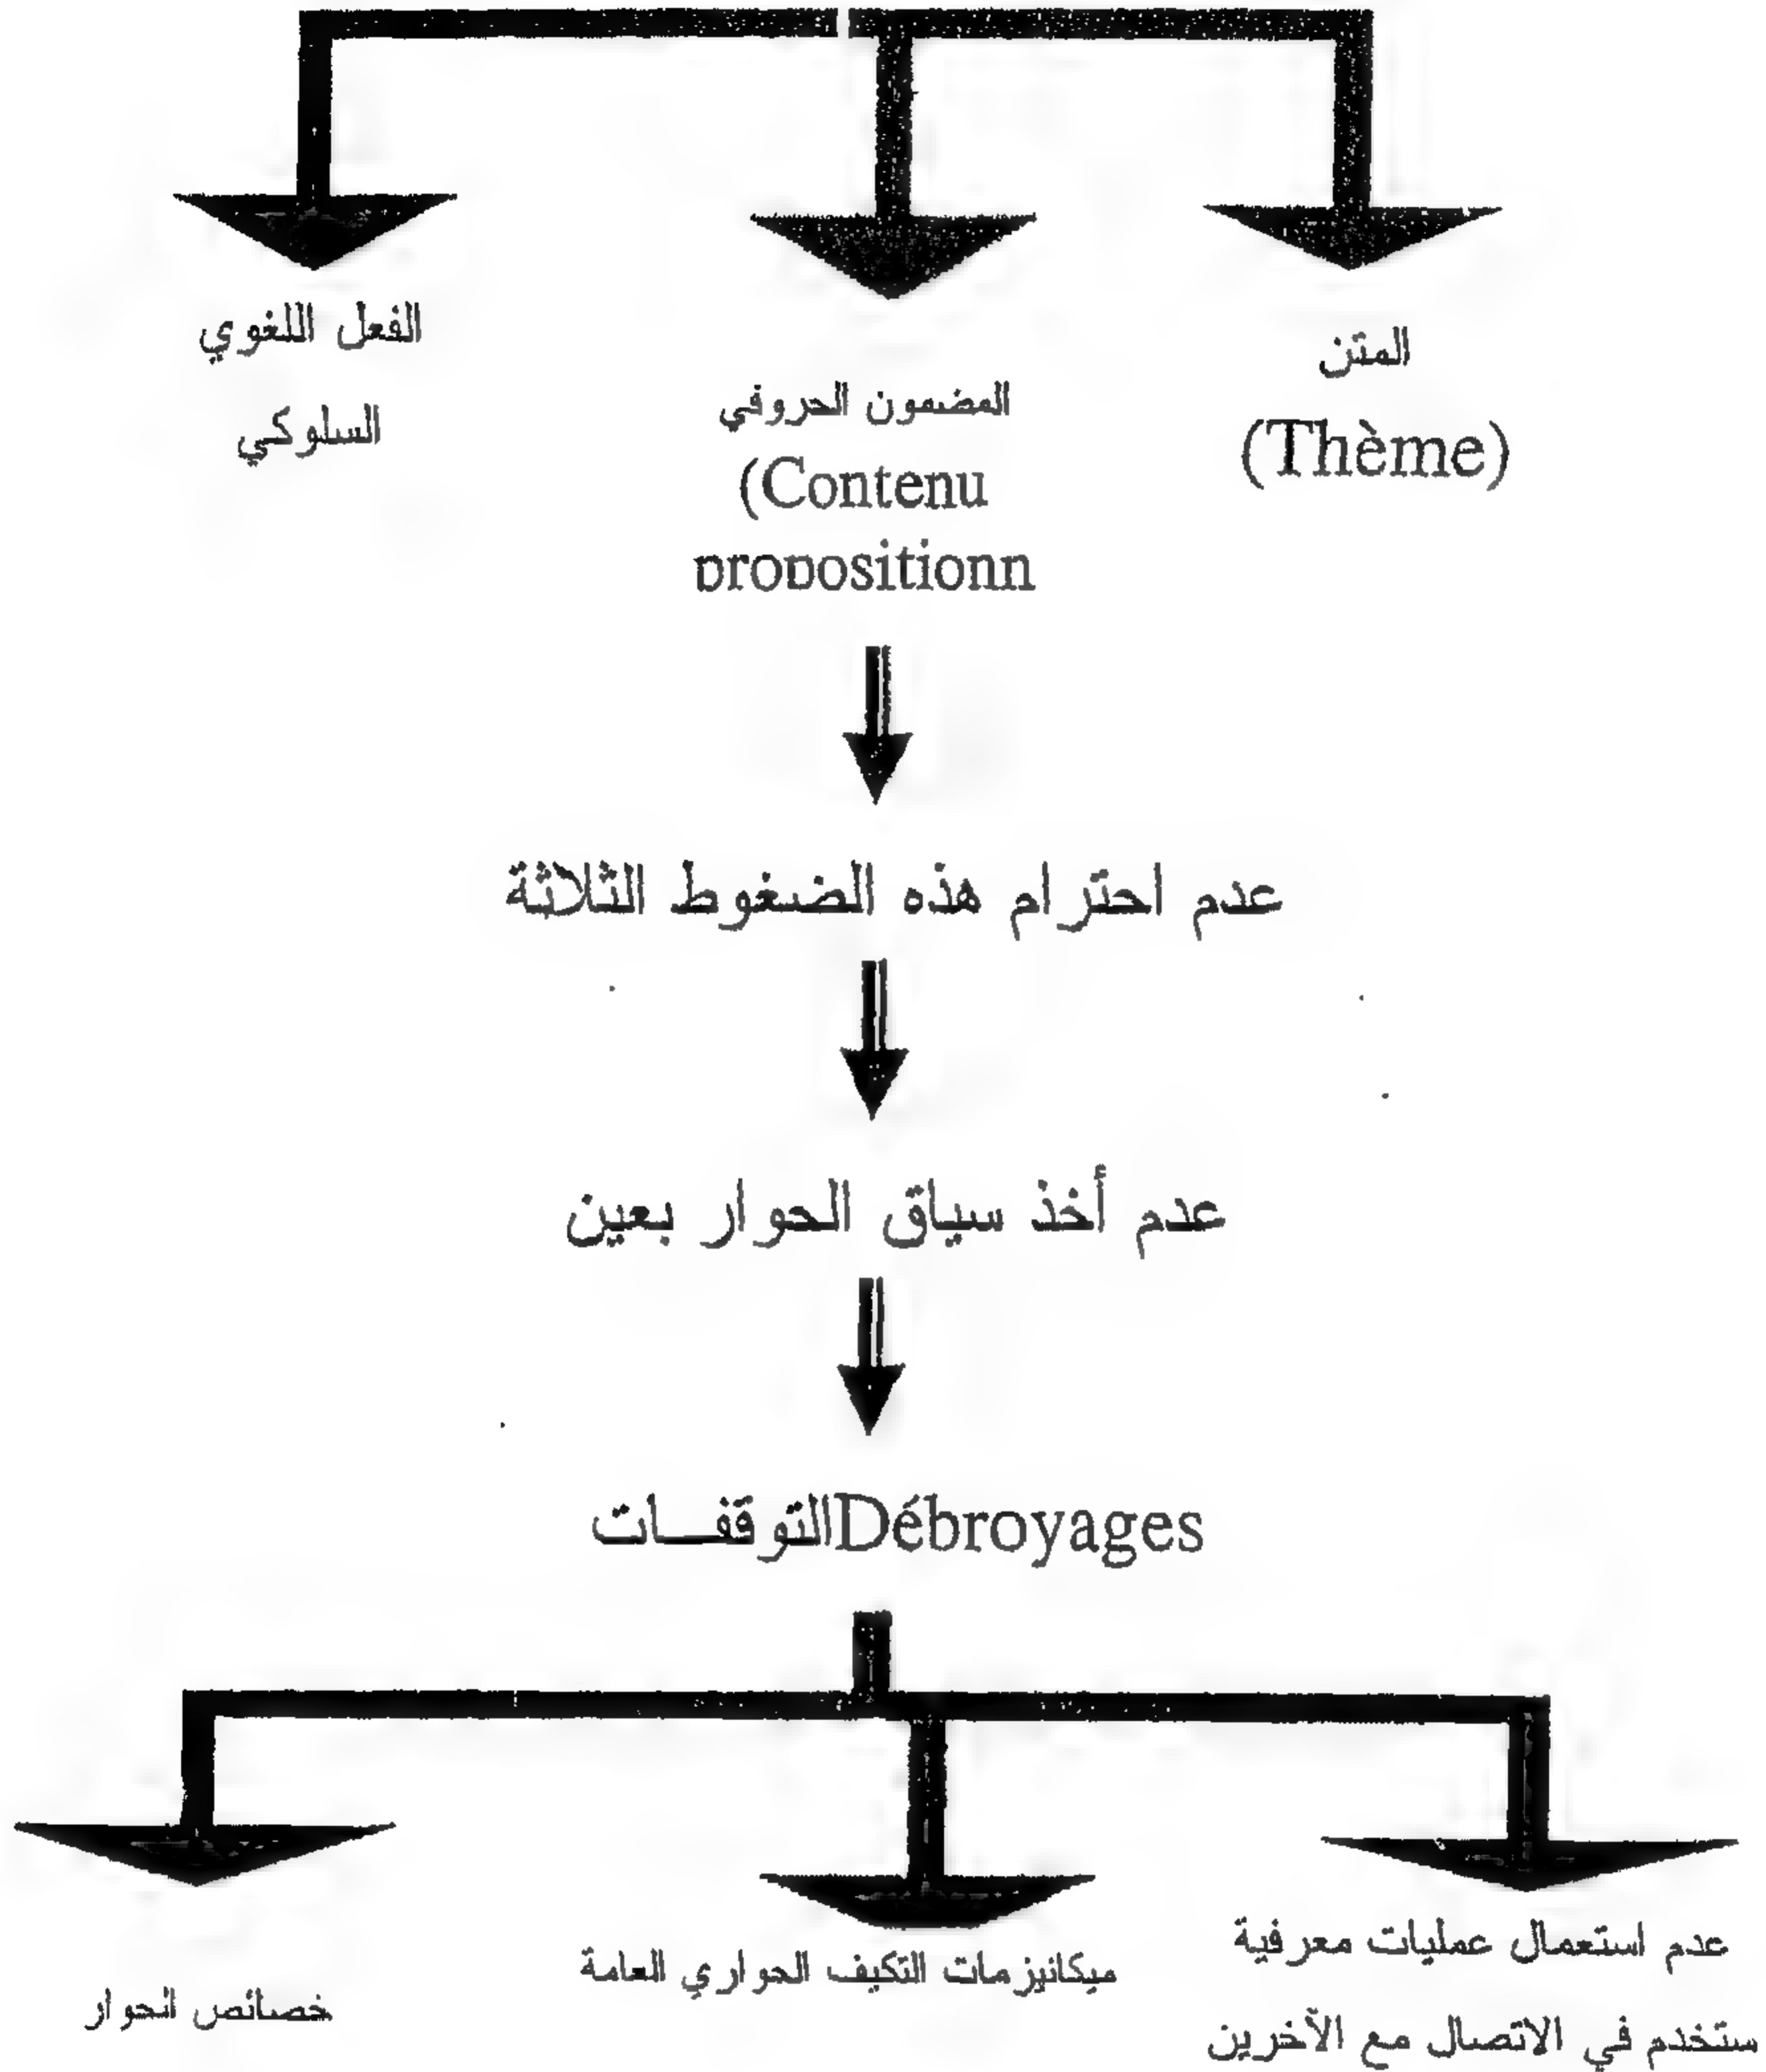 المتن
(Thème)
المضمون الحروفي
(Contenu
propositionn
الفعل اللغوي
السلوكي
عدم احترام هذه الضغوط الثلاثة
عدم أخذ سياق الحوار بعين
التوقفــات Débroyages
عدم استعمال عمليات معرفية
ستخدم في الاتصال مع الآخرين
ميكانيزمات التكيف الحواري العامة
خصائص الحوار